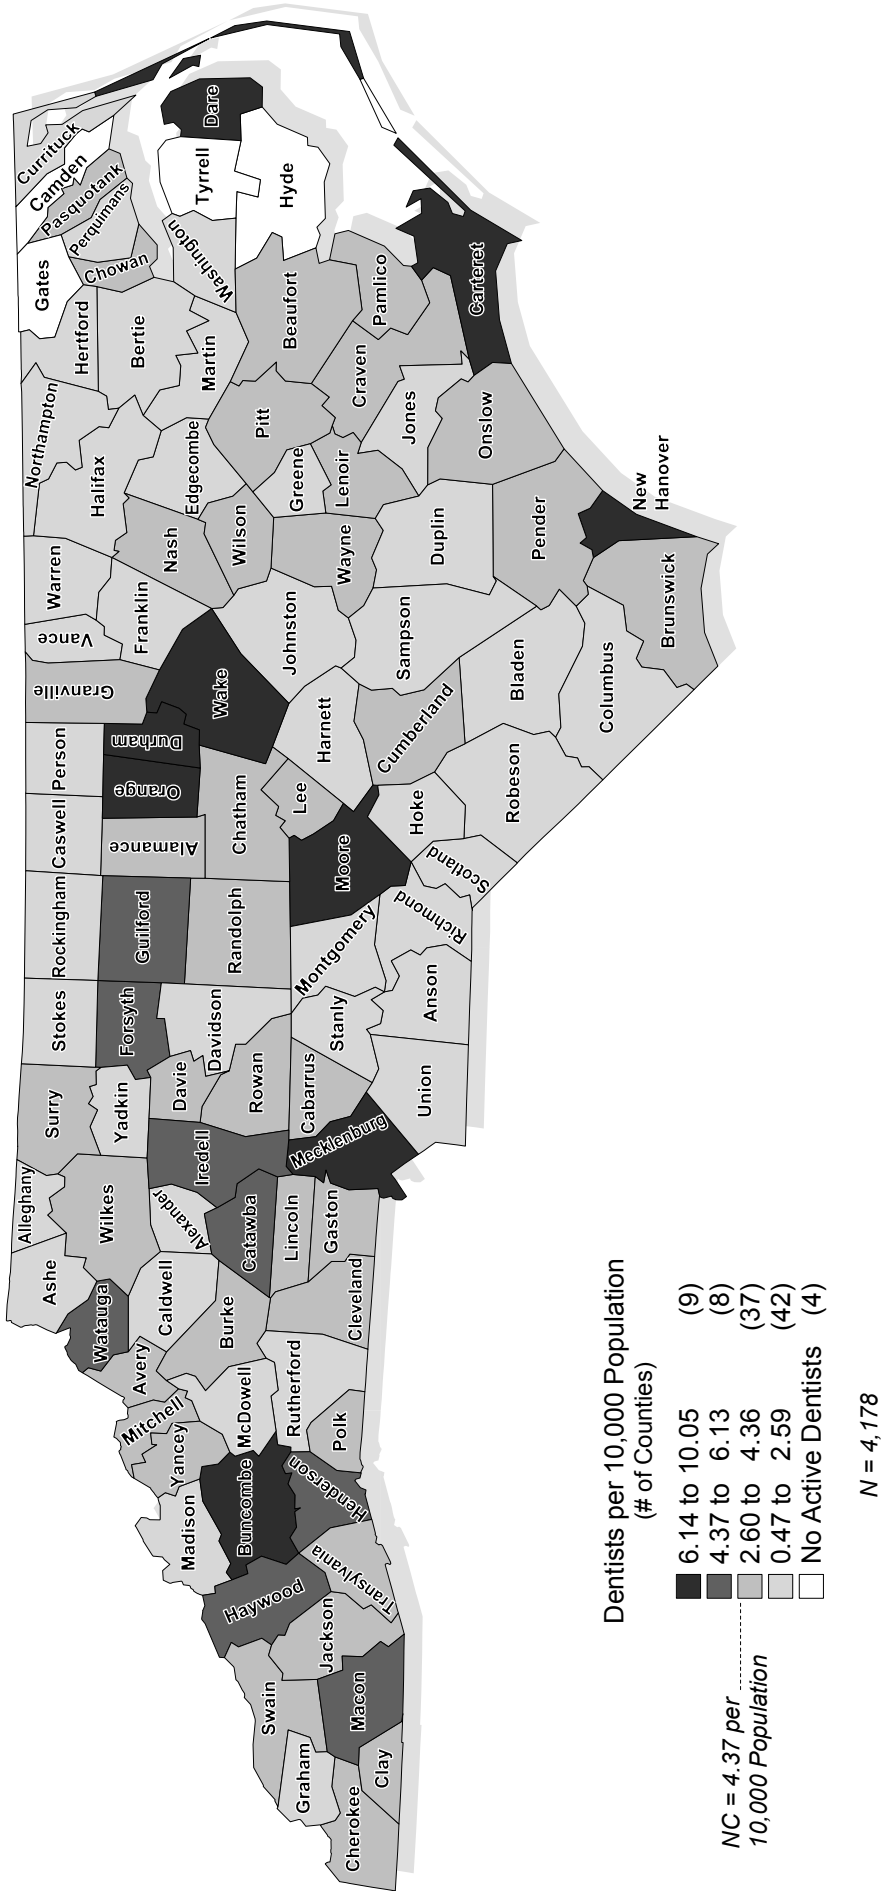 Cherokee
Graham
Clay
Swain
Macon
Jackson
Haywood
Transylvania
Madison
Buncombe
Henderson
Yancey
Mitchell
Avery
McDowell
Polk
Rutherford
Watauga
Burke
Cleveland
Ashe
Caldwell
Alleghany
Wilkes
Alexander
Catawba
Lincoln
Gaston
Surry
Yadkin
Iredell
Davie
Rowan
Cabarrus
Mecklenburg
Stokes
Forsyth
Davidson
Stanly
Union
Rockingham
Guilford
Randolph
Montgomery
Anson
Caswell
Alamance
Chatham
Moore
Richmond
Person
Orange
Durham
Lee
Hoke
Scotland
Granville
Wake
Harnett
Cumberland
Robeson
Vance
Warren
Franklin
Johnston
Sampson
Bladen
Columbus
Northampton
Halifax
Nash
Wilson
Wayne
Duplin
Pender
Brunswick
New
Hanover
Hertford
Bertie
Martin
Edgecombe
Pitt
Greene
Lenoir
Craven
Jones
Onslow
Gates
Chowan
Perquimans
Pasquotank
Camden
Currituck
Washington
Tyrrell
Dare
Hyde
Beaufort
Pamlico
Carteret
Dentists per 10,000 Population
(# of Counties)
6.14 to 10.05 (9)
4.37 to 6.13 (8)
2.60 to 4.36 (37)
0.47 to 2.59 (42)
No Active Dentists (4)
NC = 4.37 per
10,000 Population
N = 4,178